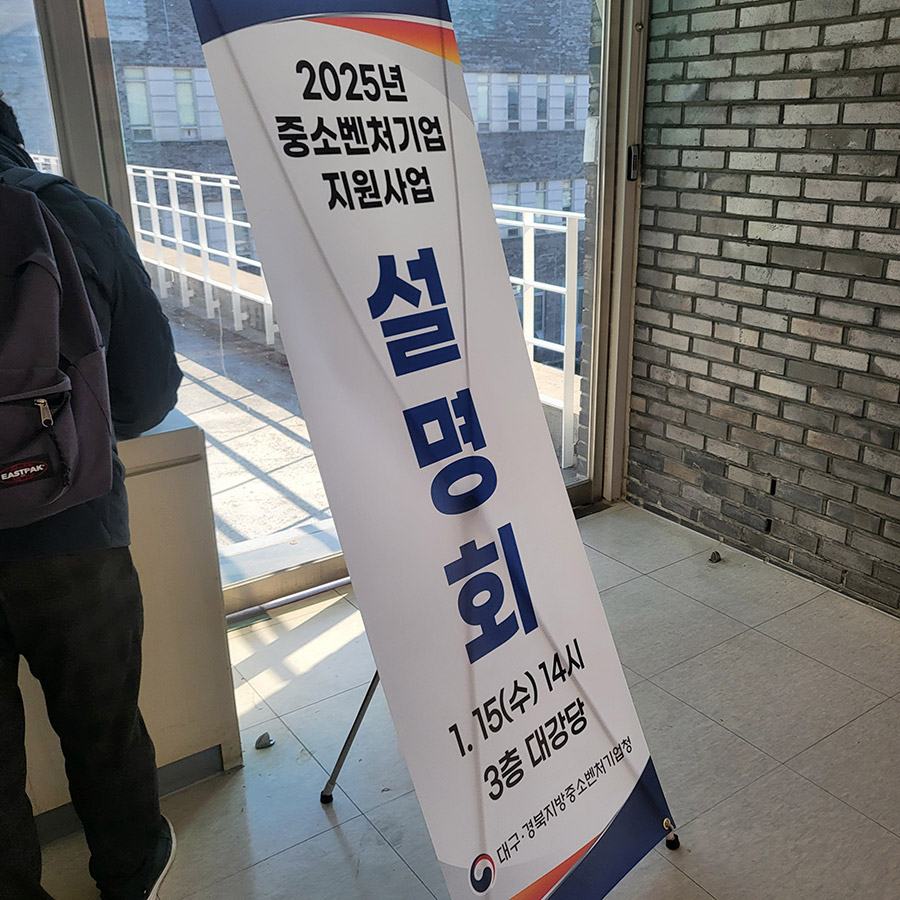 2025년
중소벤처기업
지원사업
설명회
1. 15(수) 14시
3층 대강당
대구·경북지방중소벤처기업청
EASTPAK